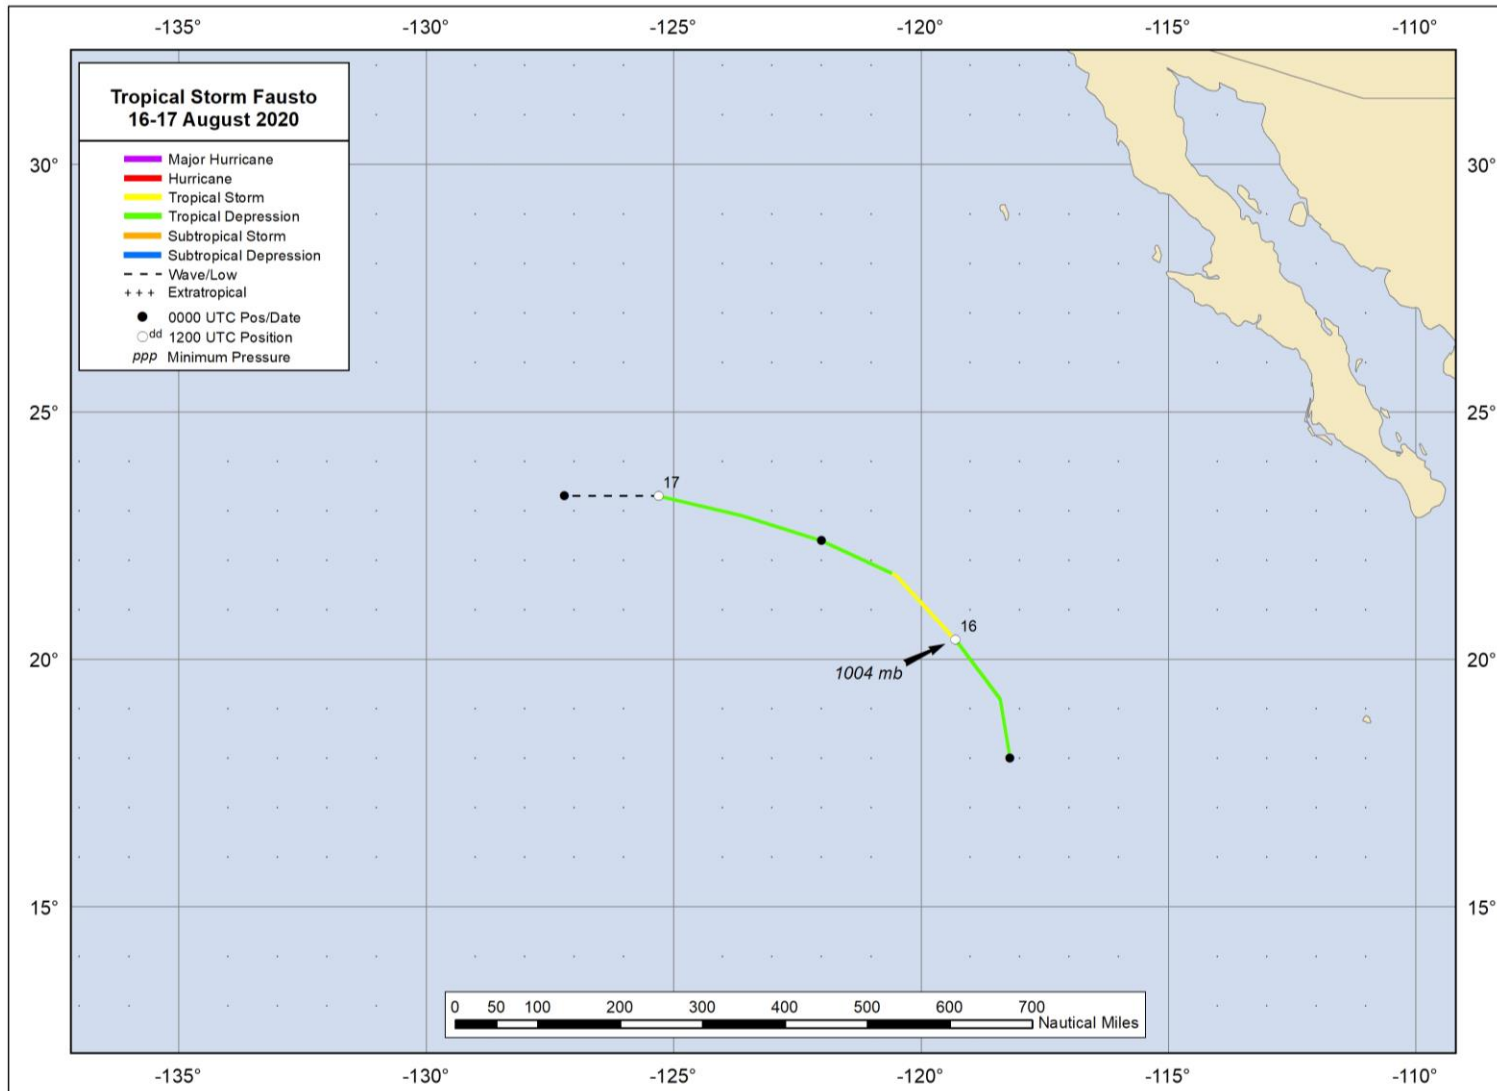 -135° -130° -125° -120° -115° -110°
Tropical Storm Fausto
16-17 August 2020
Major Hurricane
Hurricane
Tropical Storm
Tropical Depression
Subtropical Storm
Subtropical Depression
Wave/Low
+++ Extratropical
0000 UTC Pos/Date
dd 1200 UTC Position
ppp Minimum Pressure
30° 30°
25° 25°
17
16
1004 mb
20° 20°
15° 15°
0 50 100 200 300 400 500 600 700
Nautical Miles
-135° -130° -125° -120° -115° -110°